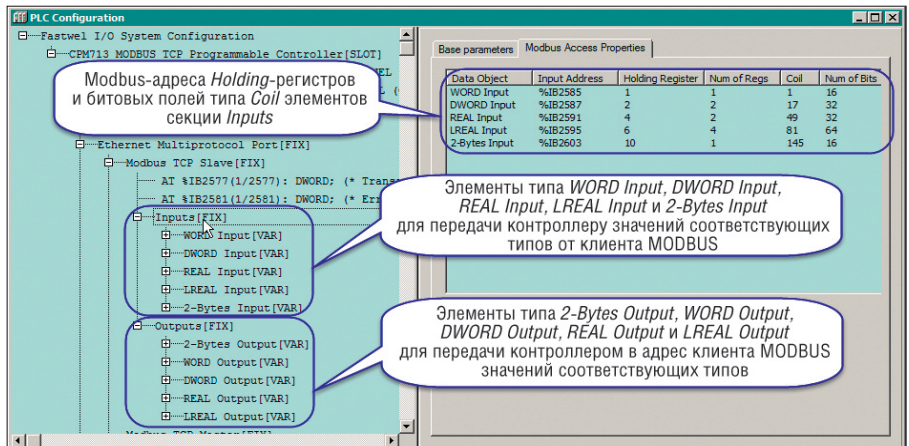 PLC Configuration
Fastwel I/O System Configuration
CPM713 MODBUS TCP Programmable Controller[SLOT]
Modbus-адреса Holding-регистров
и битовых полей типа Coil элементов
секции Inputs
Ethernet Multiprotocol Port[FIX]
Modbus TCP Slave[FIX]
AT %IB2577(1/2577): DWORD; (* Trans
AT %IB2581(1/2581): DWORD; (* Err
Inputs[FIX]
WORD Input[VAR]
DWORD Input[VAR]
REAL Input[VAR]
LREAL Input[VAR]
2-Bytes Input[VAR]
Outputs[FIX]
2-Bytes Output[VAR]
WORD Output[VAR]
DWORD Output[VAR]
REAL Output[VAR]
LREAL Output[VAR]
Modbus TCP Master[FIX]
Base parameters Modbus Access Properties
Data Object Input Address Holding Register Num of Regs Coil Num of Bits
WORD Input %IB2585 1 1 1 16
DWORD Input %IB2587 2 2 17 32
REAL Input %IB2591 4 2 49 32
LREAL Input %IB2595 6 4 81 64
2-Bytes Input %IB2603 10 1 145 16
Элементы типа WORD Input, DWORD Input,
REAL Input, LREAL Input и 2-Bytes Input
для передачи контроллеру значений соответствующих
типов от клиента MODBUS
Элементы типа 2-Bytes Output, WORD Output,
DWORD Output, REAL Output и LREAL Output
для передачи контроллером в адрес клиента MODBUS
значений соответствующих типов